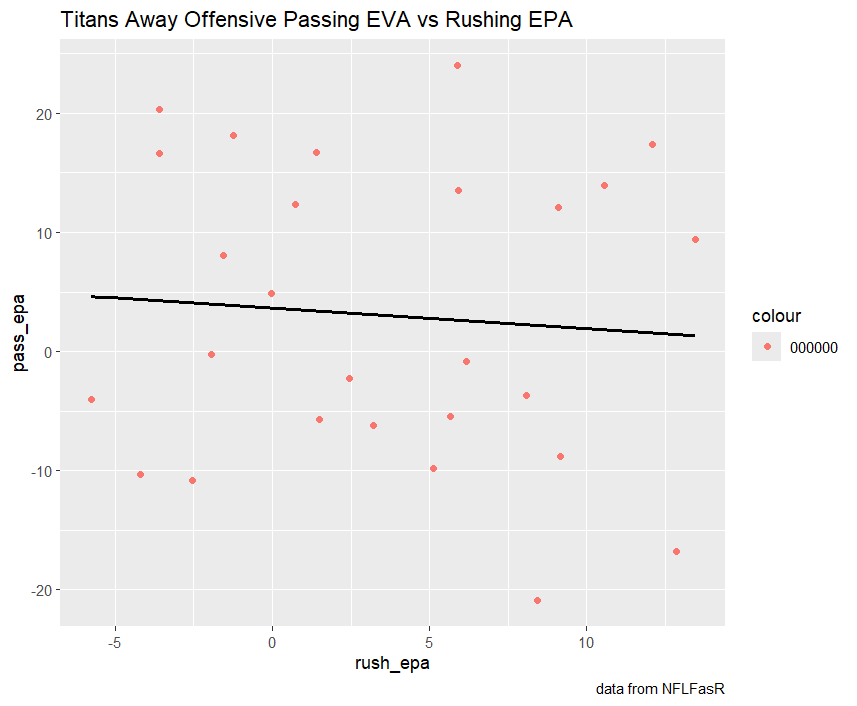 Titans Away Offensive Passing EVA vs Rushing EPA
pass_epa
20
10
0
-10
-20
-5
0
5
10
rush_epa
colour
000000
data from NFLFasR